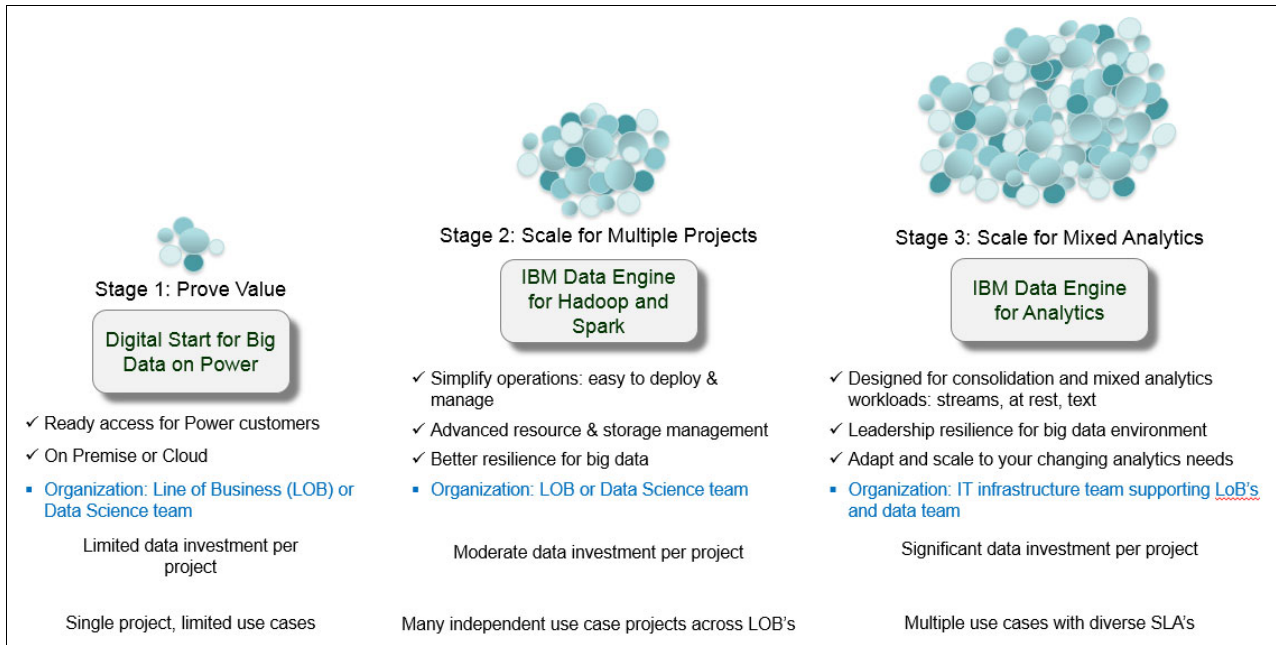 Stage 1: Prove Value
Digital Start for Big
Data on Power
✓ Ready access for Power customers
✓ On Premise or Cloud
▪ Organization: Line of Business (LOB) or
Data Science team
Limited data investment per
project
Single project, limited use cases
Stage 2: Scale for Multiple Projects
IBM Data Engine
for Hadoop and
Spark
✓ Simplify operations: easy to deploy &
manage
✓ Advanced resource & storage management
✓ Better resilience for big data
▪ Organization: LOB or Data Science team
Moderate data investment per project
Many independent use case projects across LOB's
Stage 3: Scale for Mixed Analytics
IBM Data Engine
for Analytics
✓ Designed for consolidation and mixed analytics
workloads: streams, at rest, text
✓ Leadership resilience for big data environment
✓ Adapt and scale to your changing analytics needs
▪ Organization: IT infrastructure team supporting LoB's
and data team
Significant data investment per project
Multiple use cases with diverse SLA's